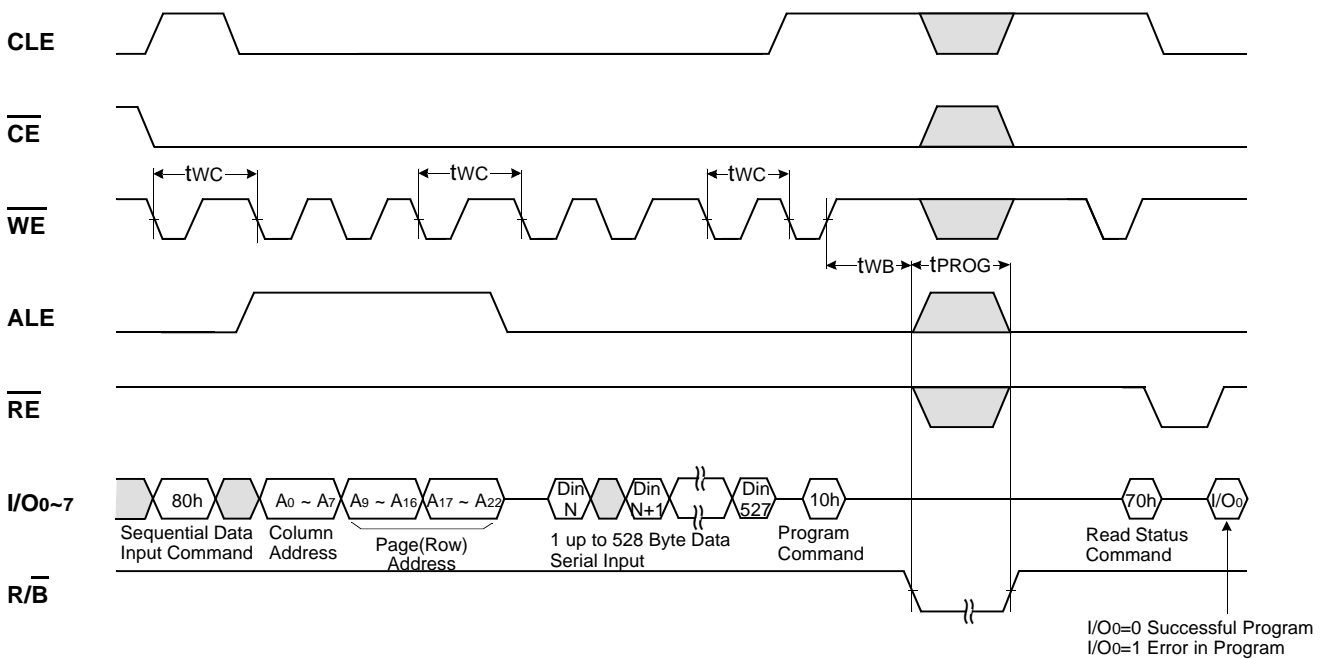 CLE
CE
tWC tWC tWC
WE
tWB tPROG
ALE
RE
I/O0~7
80h A0 ~ A7 A9 ~ A16 A17 ~ A22 Din N Din N+1 Din 527 10h 70h I/O0
Sequential Data Input Command
Column Address
Page(Row) Address
1 up to 528 Byte Data Serial Input
Program Command
Read Status Command
R/B
I/O0=0 Successful Program
I/O0=1 Error in Program